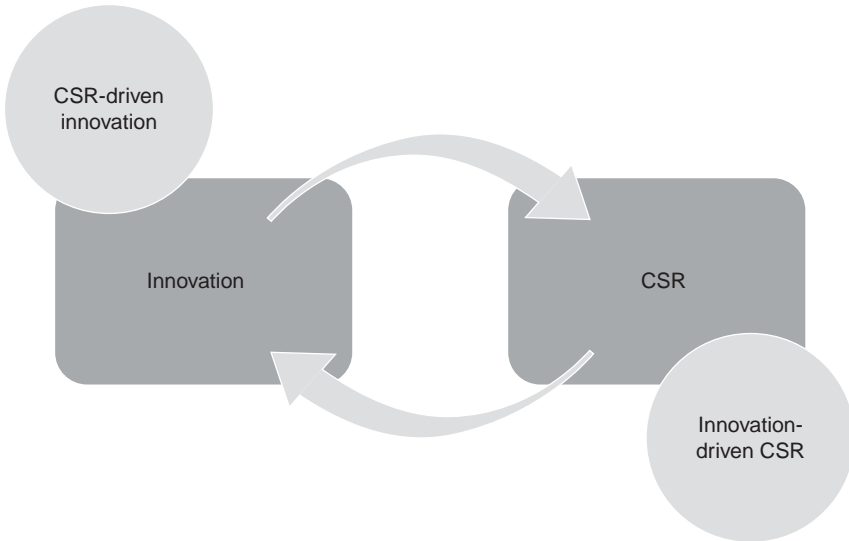 CSR-driven
innovation
Innovation
CSR
Innovation-
driven CSR